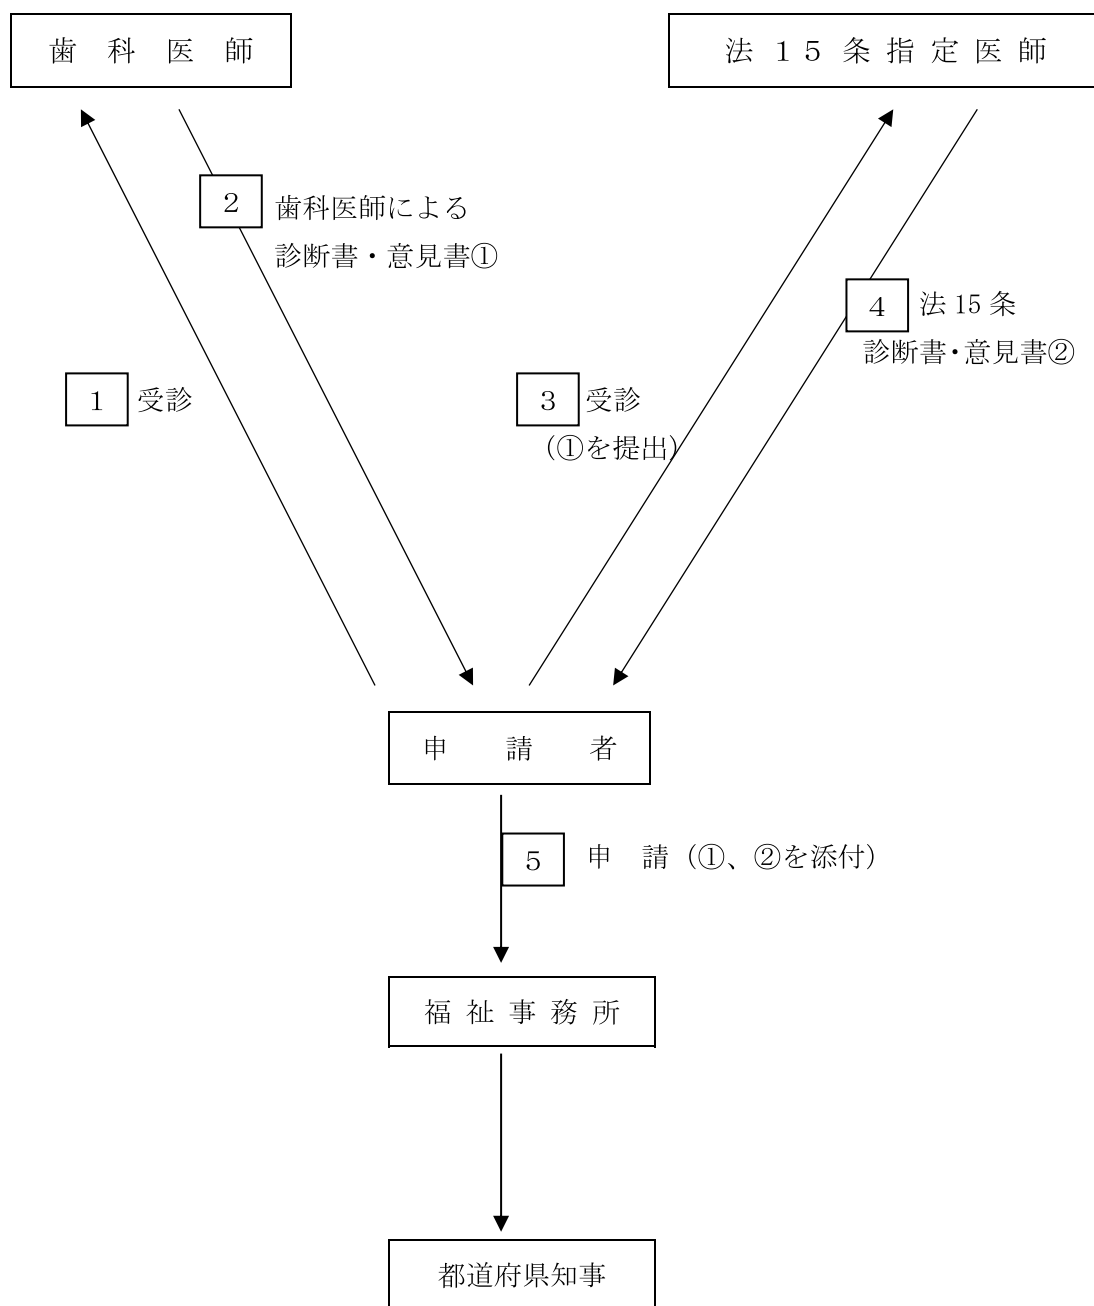 歯科医師
法１５条指定医師
２
歯科医師による
診断書・意見書①
４
法 15 条
診断書・意見書②
１
受診
３
受診
（①を提出）
申請者
５
申　請（①、②を添付）
福祉事務所
都道府県知事